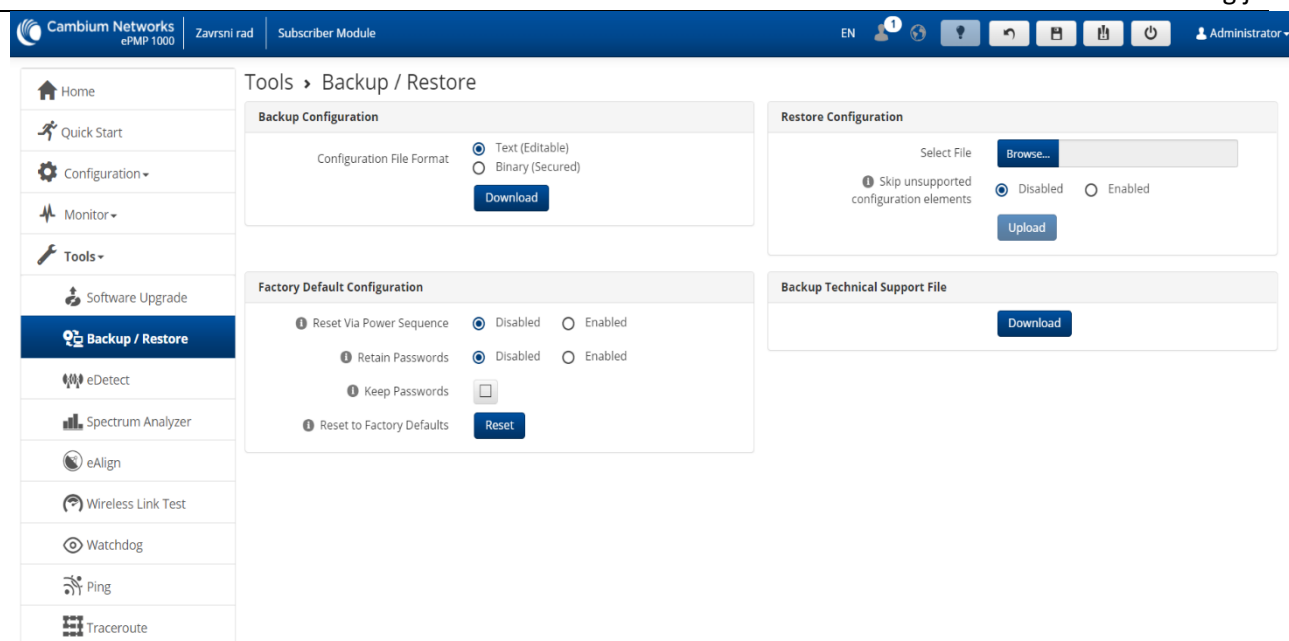 Cambium Networks
ePMP 1000
Zavrsni rad
Subscriber Module
EN
1
Administrator
Home
Quick Start
Configuration
Monitor
Tools
Software Upgrade
Backup / Restore
eDetect
Spectrum Analyzer
eAlign
Wireless Link Test
Watchdog
Ping
Traceroute
Tools › Backup / Restore
Backup Configuration
Configuration File Format
Text (Editable)
Binary (Secured)
Download
Restore Configuration
Select File
Browse...
Skip unsupported
configuration elements
Disabled Enabled
Upload
Factory Default Configuration
Reset Via Power Sequence Disabled Enabled
Retain Passwords Disabled Enabled
Keep Passwords
Reset to Factory Defaults Reset
Backup Technical Support File
Download